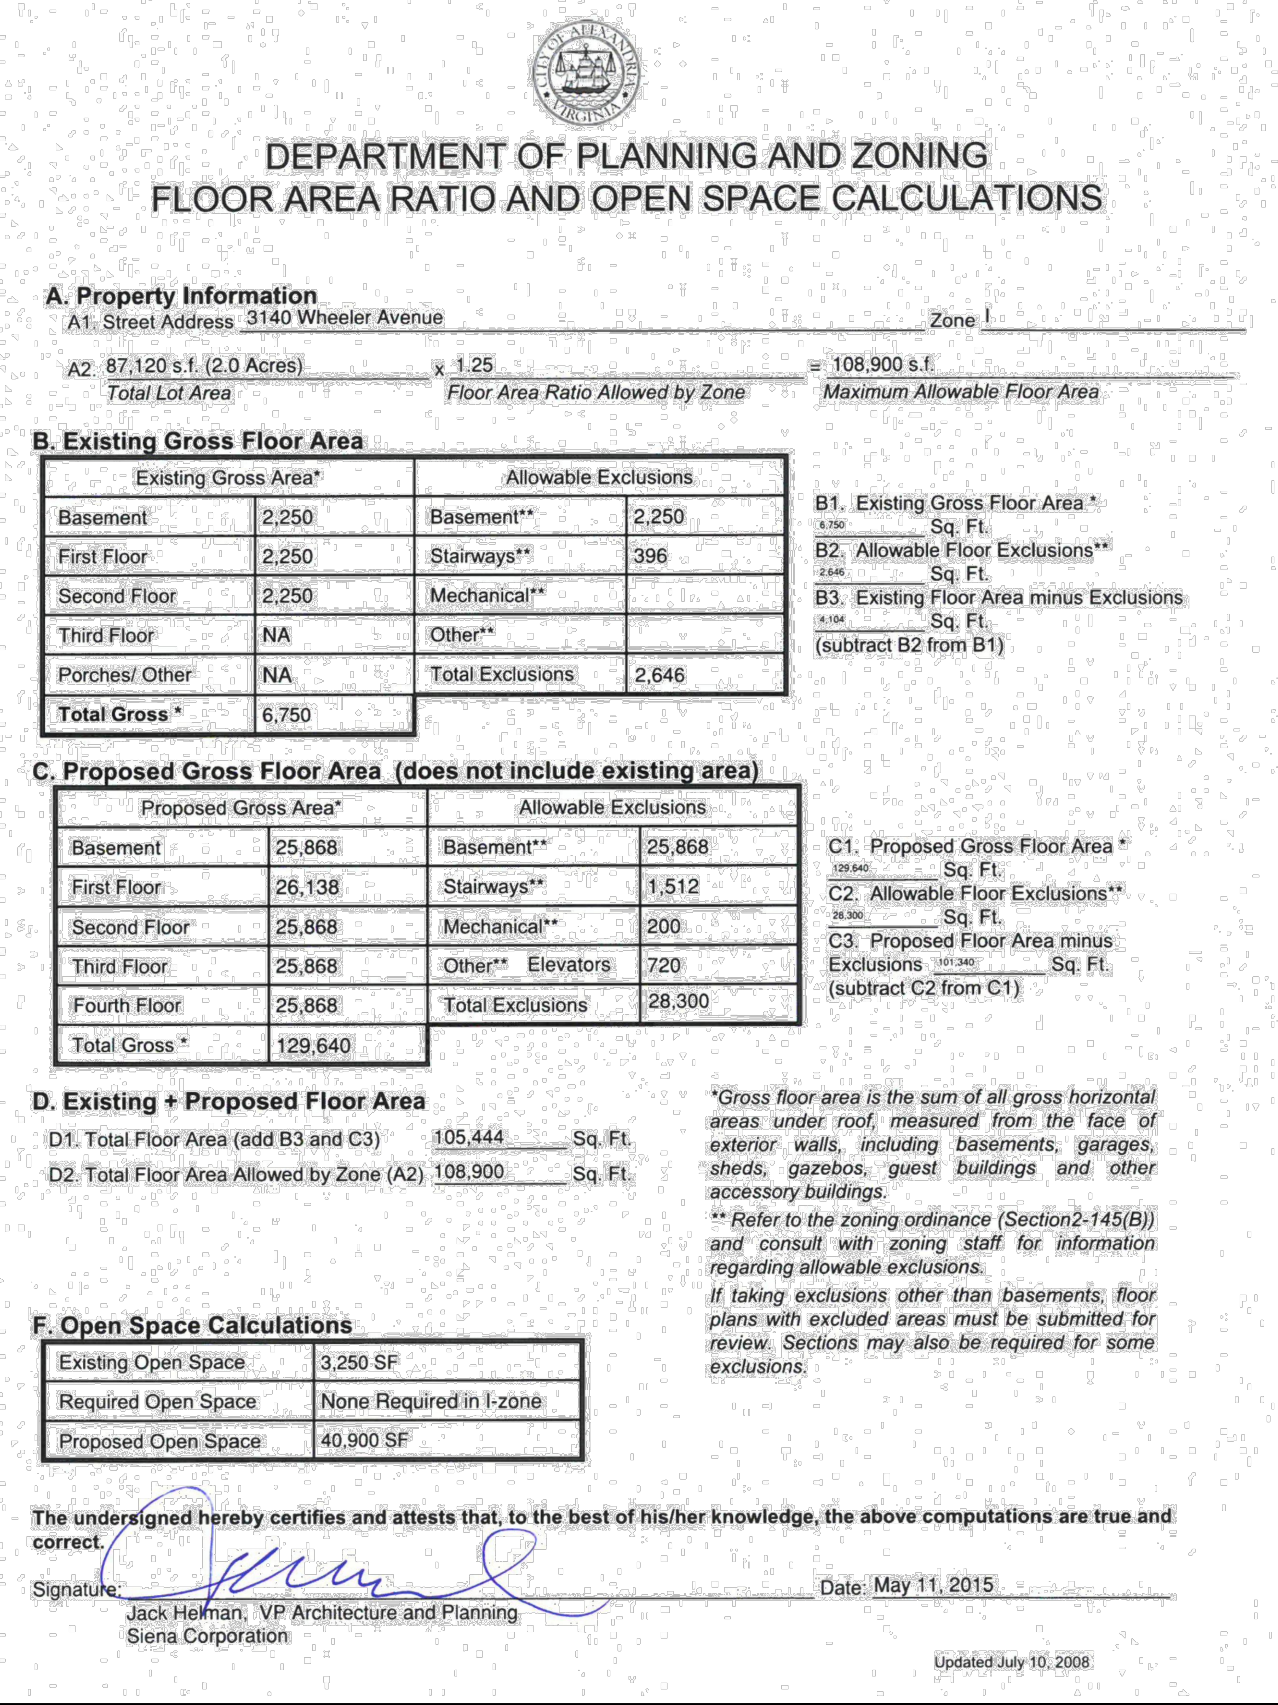 CITY OF ALEXANDRIA
VIRGINIA
DEPARTMENT OF PLANNING AND ZONING
FLOOR AREA RATIO AND OPEN SPACE CALCULATIONS
A. Property Information
A1. Street Address 3140 Wheeler Avenue Zone I
A2. 87,120 s.f. (2.0 Acres) x 1.25 = 108,900 s.f.
Total Lot Area Floor Area Ratio Allowed by Zone Maximum Allowable Floor Area
B. Existing Gross Floor Area
Existing Gross Area* Allowable Exclusions
Basement 2,250 Basement** 2,250
First Floor 2,250 Stairways** 396
Second Floor 2,250 Mechanical**
Third Floor NA Other**
Porches/ Other NA Total Exclusions 2,646
Total Gross * 6,750
B1. Existing Gross Floor Area *
6,750 Sq. Ft.
B2. Allowable Floor Exclusions**
2,646 Sq. Ft.
B3. Existing Floor Area minus Exclusions
4,104 Sq. Ft.
(subtract B2 from B1)
C. Proposed Gross Floor Area (does not include existing area)
Proposed Gross Area* Allowable Exclusions
Basement 25,868 Basement** 25,868
First Floor 26,138 Stairways** 1,512
Second Floor 25,868 Mechanical** 200
Third Floor 25,868 Other** Elevators 720
Fourth Floor 25,868 Total Exclusions 28,300
Total Gross * 129,640
C1. Proposed Gross Floor Area *
129,640 Sq. Ft.
C2. Allowable Floor Exclusions**
28,300 Sq. Ft.
C3. Proposed Floor Area minus
Exclusions 101,340 Sq. Ft.
(subtract C2 from C1)
D. Existing + Proposed Floor Area
D1. Total Floor Area (add B3 and C3) 105,444 Sq. Ft.
D2. Total Floor Area Allowed by Zone (A2) 108,900 Sq. Ft.
*Gross floor area is the sum of all gross horizontal
areas under roof, measured from the face of
exterior walls, including basements, garages,
sheds, gazebos, guest buildings and other
accessory buildings.
** Refer to the zoning ordinance (Section2-145(B))
and consult with zoning staff for information
regarding allowable exclusions.
If taking exclusions other than basements, floor
plans with excluded areas must be submitted for
review. Sections may also be required for some
exclusions.
F. Open Space Calculations
Existing Open Space 3,250 SF
Required Open Space None Required in I-zone
Proposed Open Space 40,900 SF
The undersigned hereby certifies and attests that, to the best of his/her knowledge, the above computations are true and
correct.
Signature: Date: May 11, 2015
Jack Helman, VP Architecture and Planning
Siena Corporation
Updated July 10, 2008